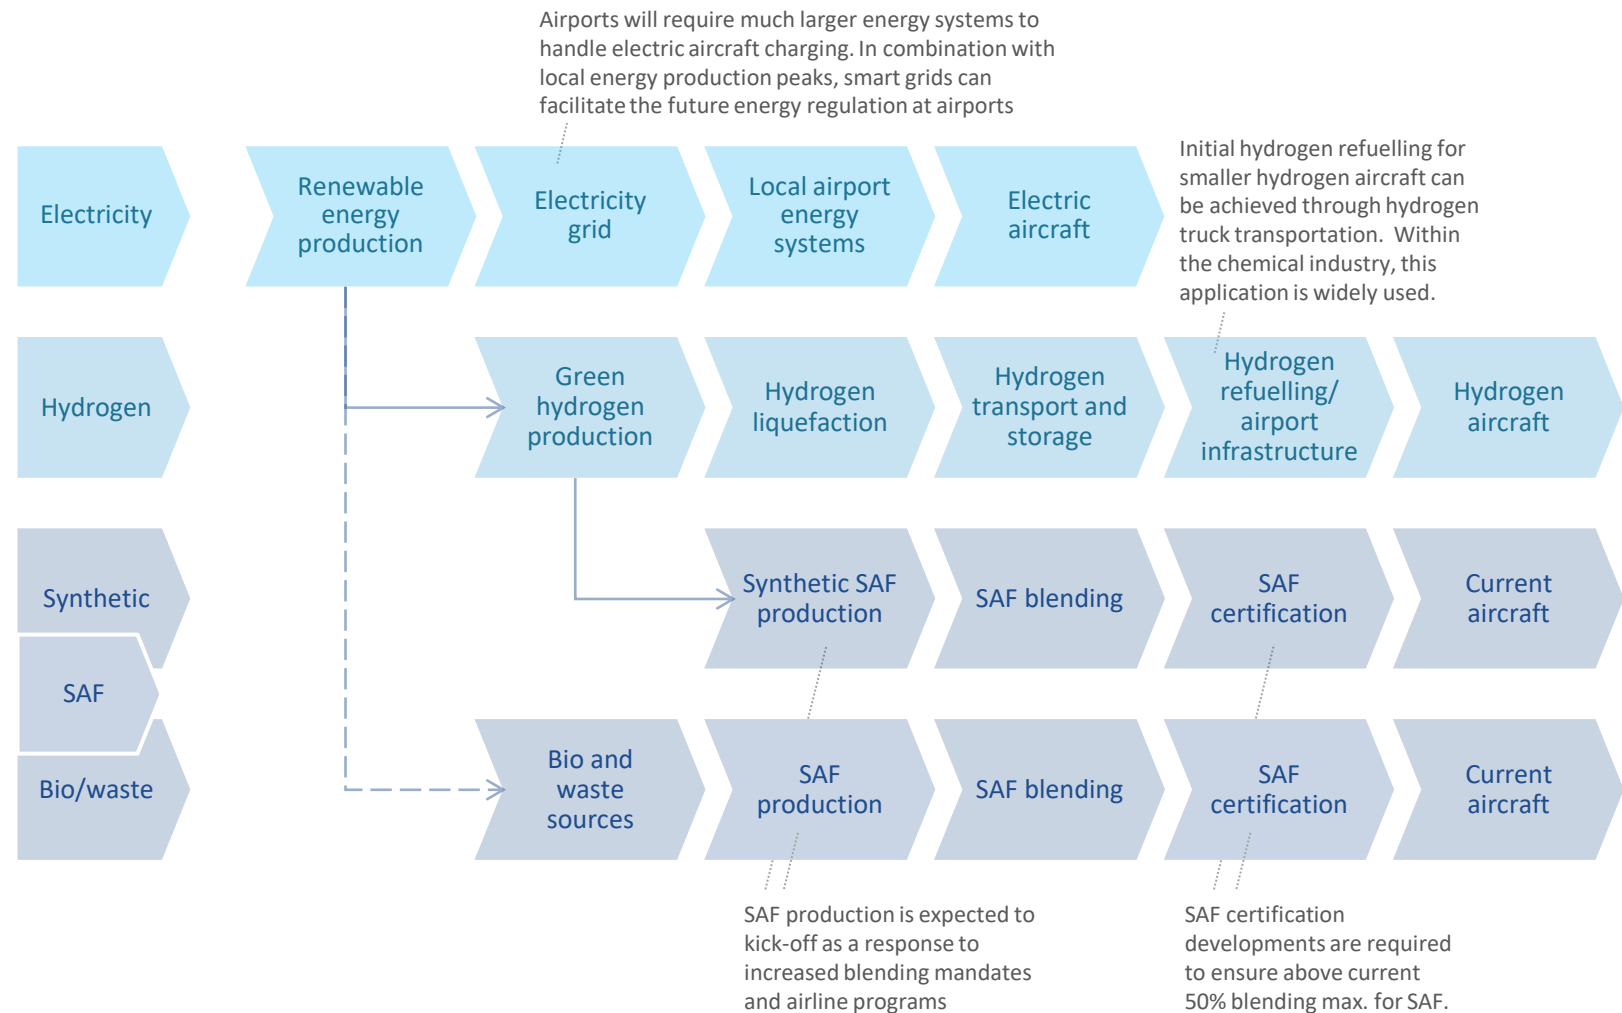 Airports will require much larger energy systems to
handle electric aircraft charging. In combination with
local energy production peaks, smart grids can
facilitate the future energy regulation at airports
Electricity
Renewable
energy
production
Electricity
grid
Local airport
energy
systems
Electric
aircraft
Initial hydrogen refuelling for
smaller hydrogen aircraft can
be achieved through hydrogen
truck transportation. Within
the chemical industry, this
application is widely used.
Hydrogen
Green
hydrogen
production
Hydrogen
liquefaction
Hydrogen
transport and
storage
Hydrogen
refuelling/
airport
infrastructure
Hydrogen
aircraft
Synthetic
Synthetic SAF
production
SAF blending
SAF
certification
Current
aircraft
SAF
Bio/waste
Bio and
waste
sources
SAF
production
SAF blending
SAF
certification
Current
aircraft
SAF production is expected to
kick-off as a response to
increased blending mandates
and airline programs
SAF certification
developments are required
to ensure above current
50% blending max. for SAF.